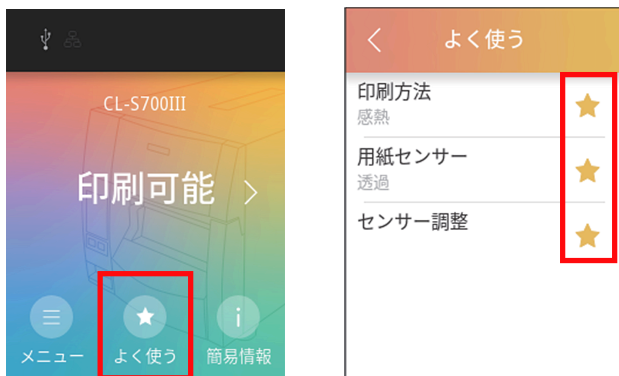 CL-S700III
印刷可能
メニュー
よく使う
簡易情報
よく使う
印刷方法
感熱
用紙センサー
透過
センサー調整